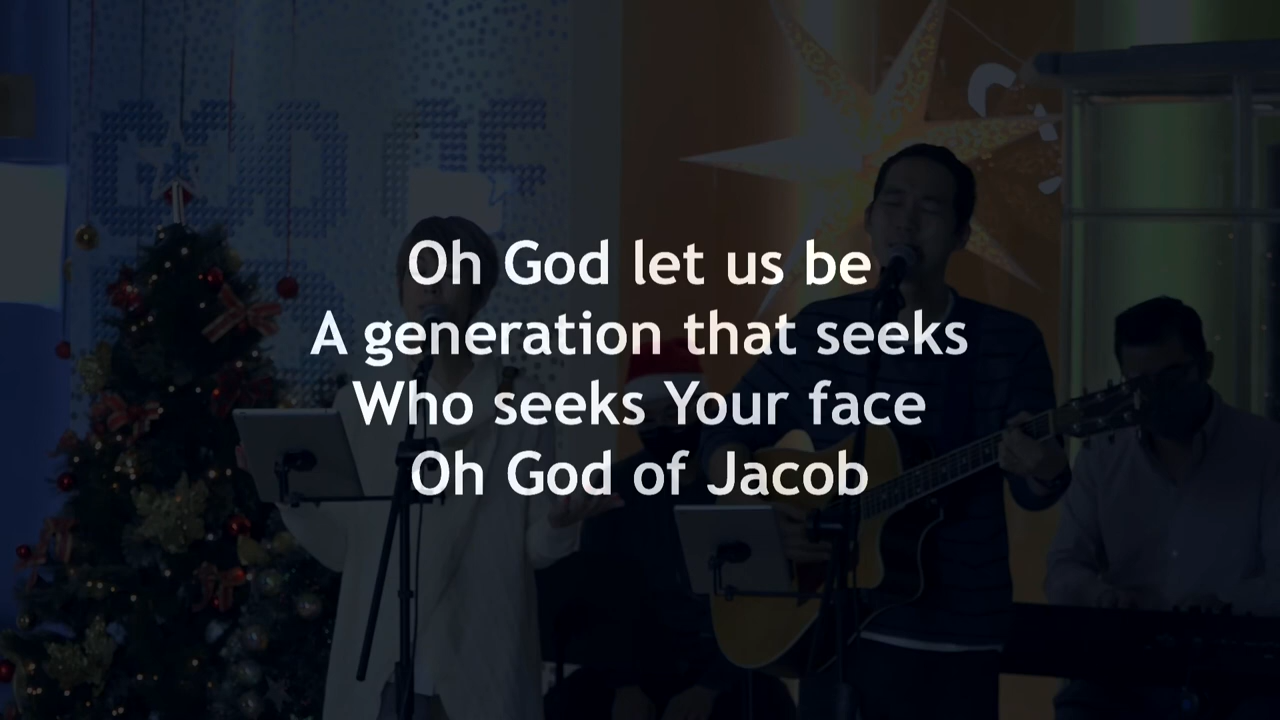 Oh God let us be
A generation that seeks
Who seeks Your face
Oh God of Jacob